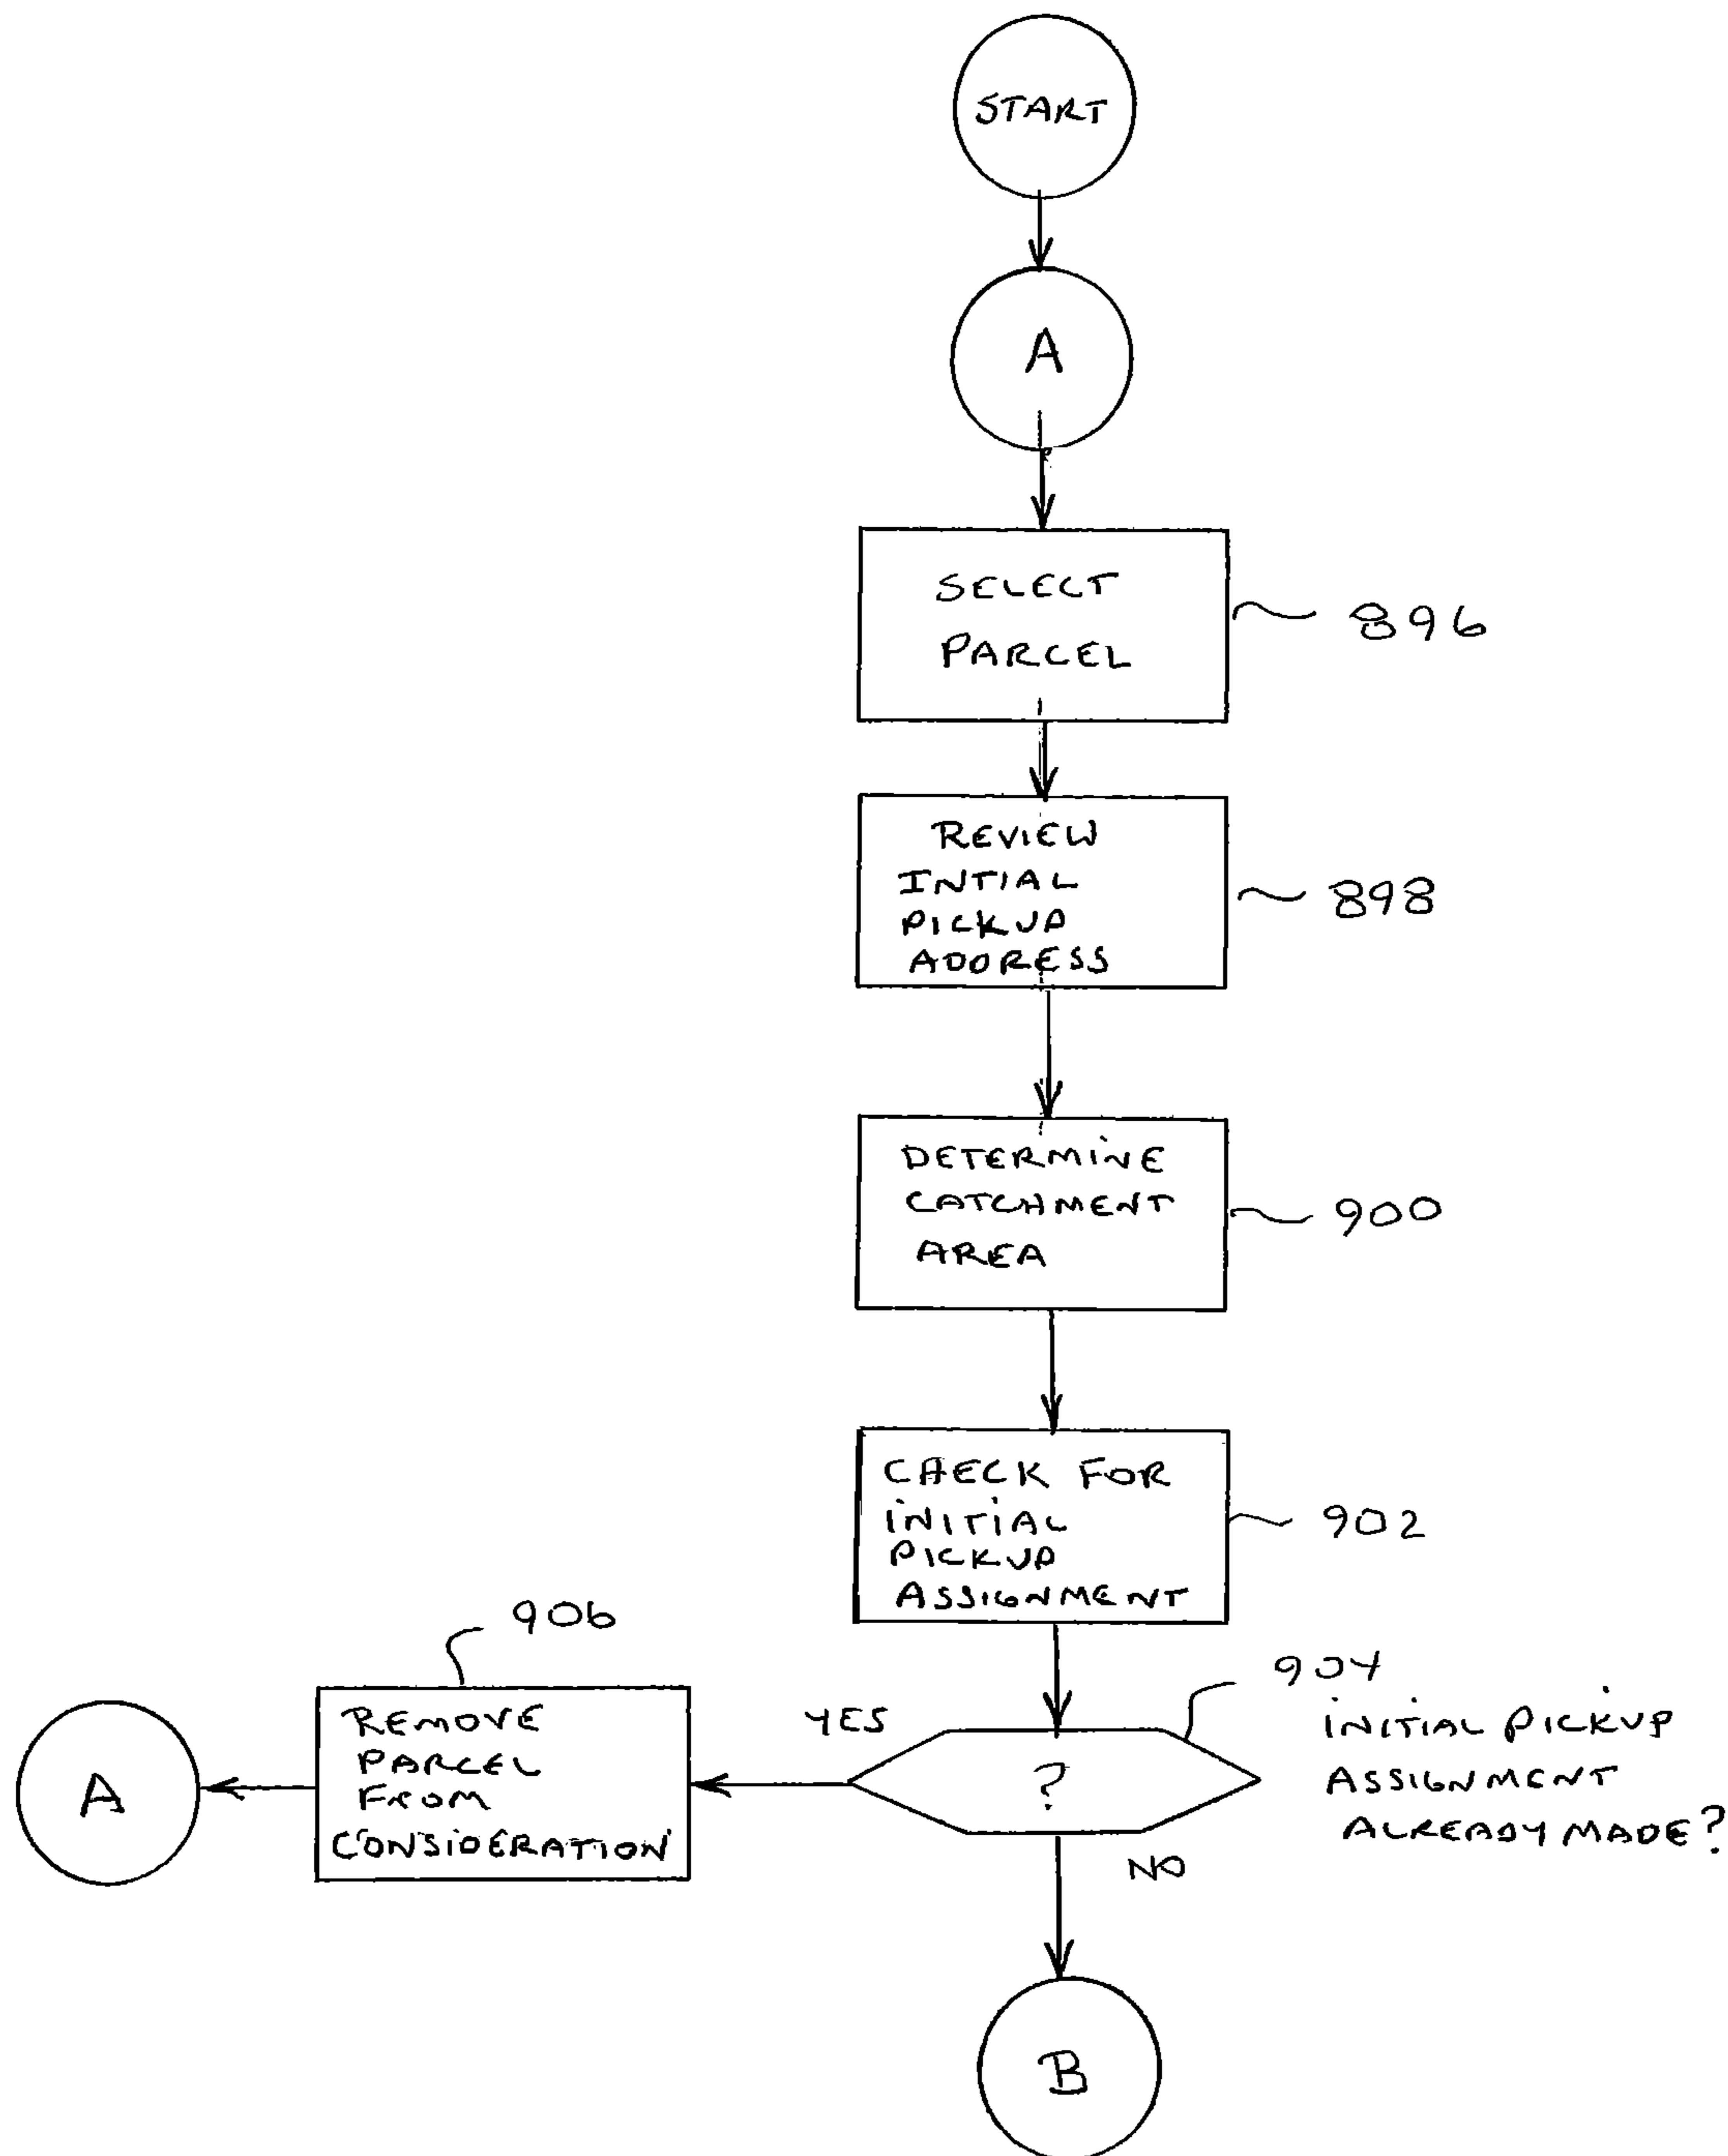 START
A
SELECT
PARCEL
896
REVIEW
INTIAL
PICKUP
ADDRESS
898
DETERMINE
CATCHMENT
AREA
900
CHECK FOR
INITIAL
PICKUP
ASSIGNMENT
902
904
INITIAL PICKUP
ASSIGNMENT
ALREADY MADE?
?
YES
906
REMOVE
PARCEL
FROM
CONSIDERATION
A
NO
B